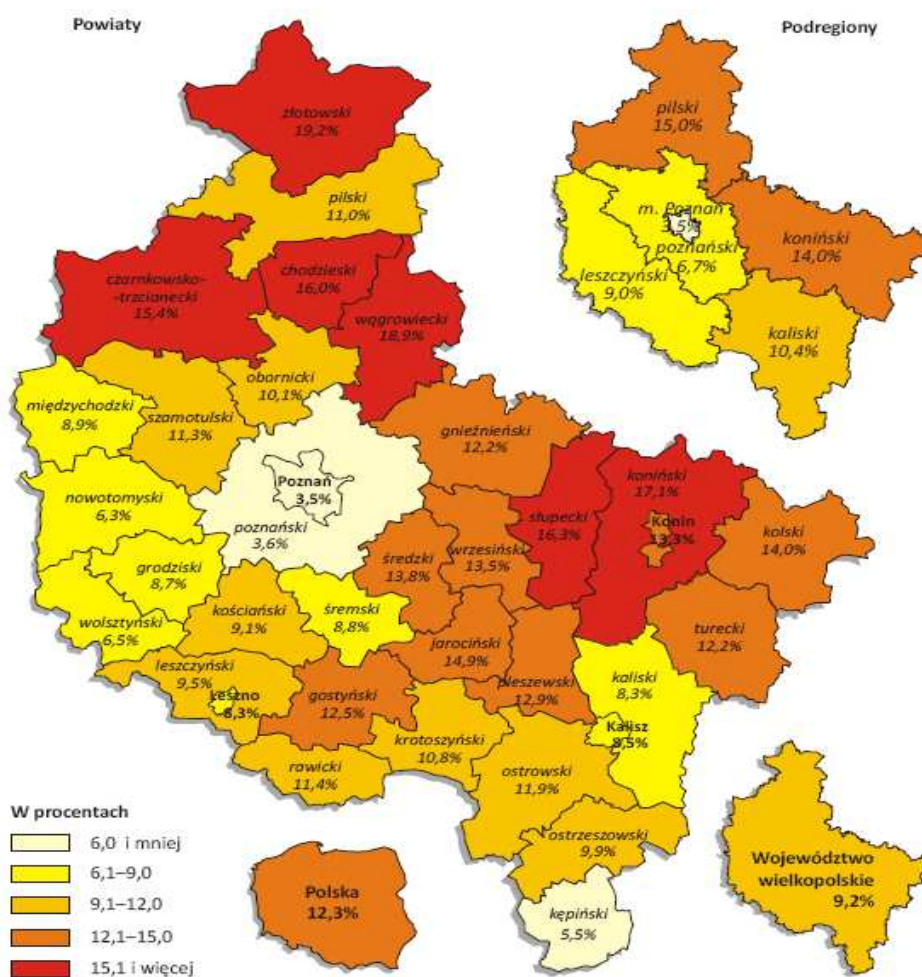 Powiaty
Podregiony
złotowski
19,2%
pilski
11,0%
czarnkowsko-
-trzcianecki
15,4%
chodzieski
16,0%
wągrowiecki
18,9%
obornicki
10,1%
międzychodzki
8,9%
szamotulski
11,3%
gnieźnieński
12,2%
Poznań
3,5%
poznański
3,6%
nowotomyski
6,3%
słupecki
16,3%
koniński
17,1%
Konin
13,3%
kolski
14,0%
średzki
13,8%
wrzesiński
13,5%
grodziski
8,7%
wolsztyński
6,5%
kościański
9,1%
śremski
8,8%
jarociński
14,9%
turecki
12,2%
leszczyński
9,5%
Leszno
8,3%
gostyński
12,5%
pleszewski
12,9%
kaliski
8,3%
Kalisz
8,5%
krotoszyński
10,8%
rawicki
11,4%
ostrowski
11,9%
ostrzeszowski
9,9%
kępiński
5,5%
pilski
15,0%
m. Poznań
3,5%
poznański
6,7%
koniński
14,0%
leszczyński
9,0%
kaliski
10,4%
W procentach
6,0 i mniej
6,1–9,0
9,1–12,0
12,1–15,0
15,1 i więcej
Polska
12,3%
Województwo
wielkopolskie
9,2%